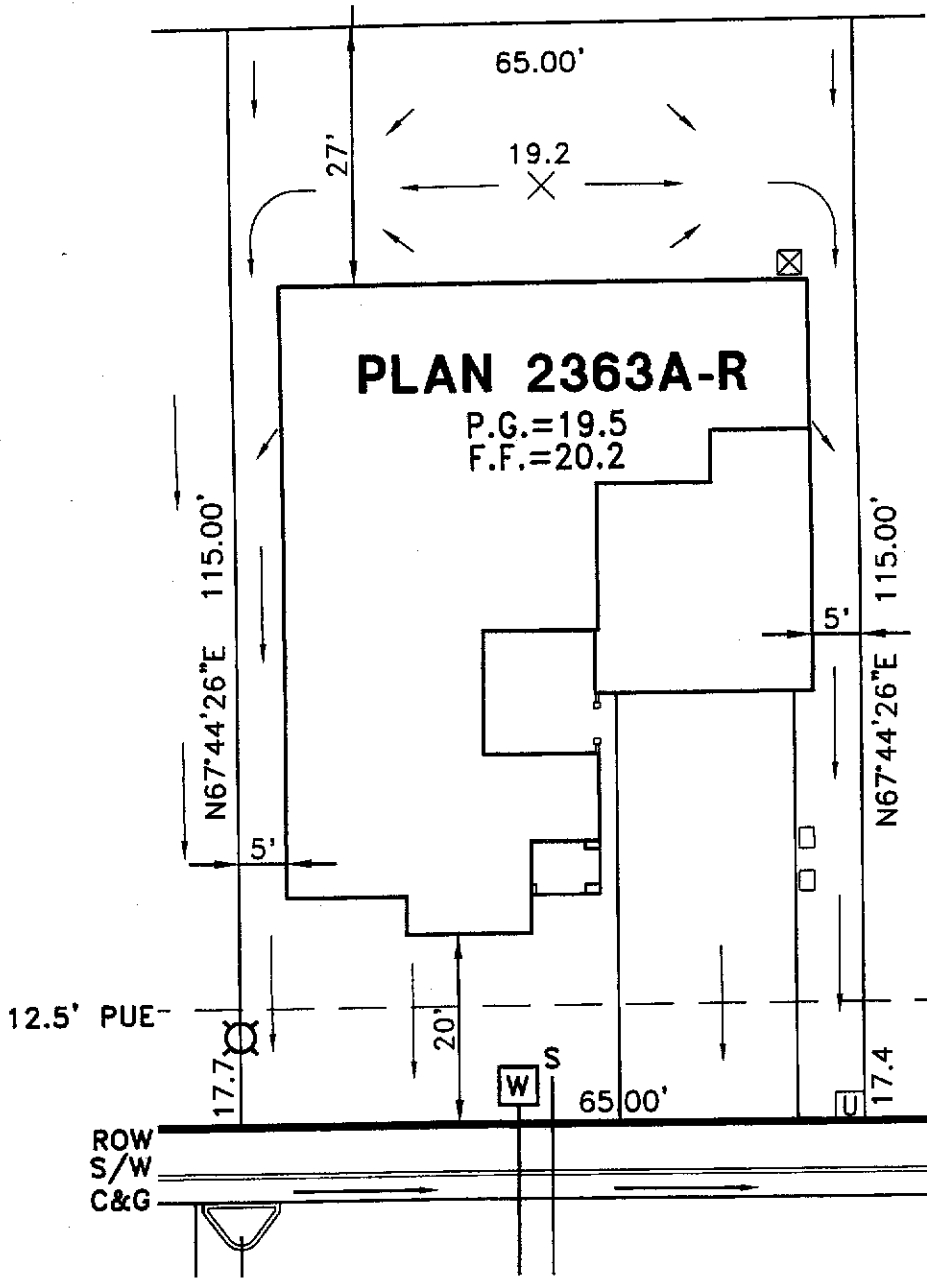 65.00'
27'
19.2
PLAN 2363A-R
P.G.=19.5
F.F.=20.2
N67°44'26"E 115.00'
N67°44'26"E 115.00'
5'
5'
12.5' PUE
20'
17.7
17.4
S
W
65.00'
U
ROW
S/W
C&G